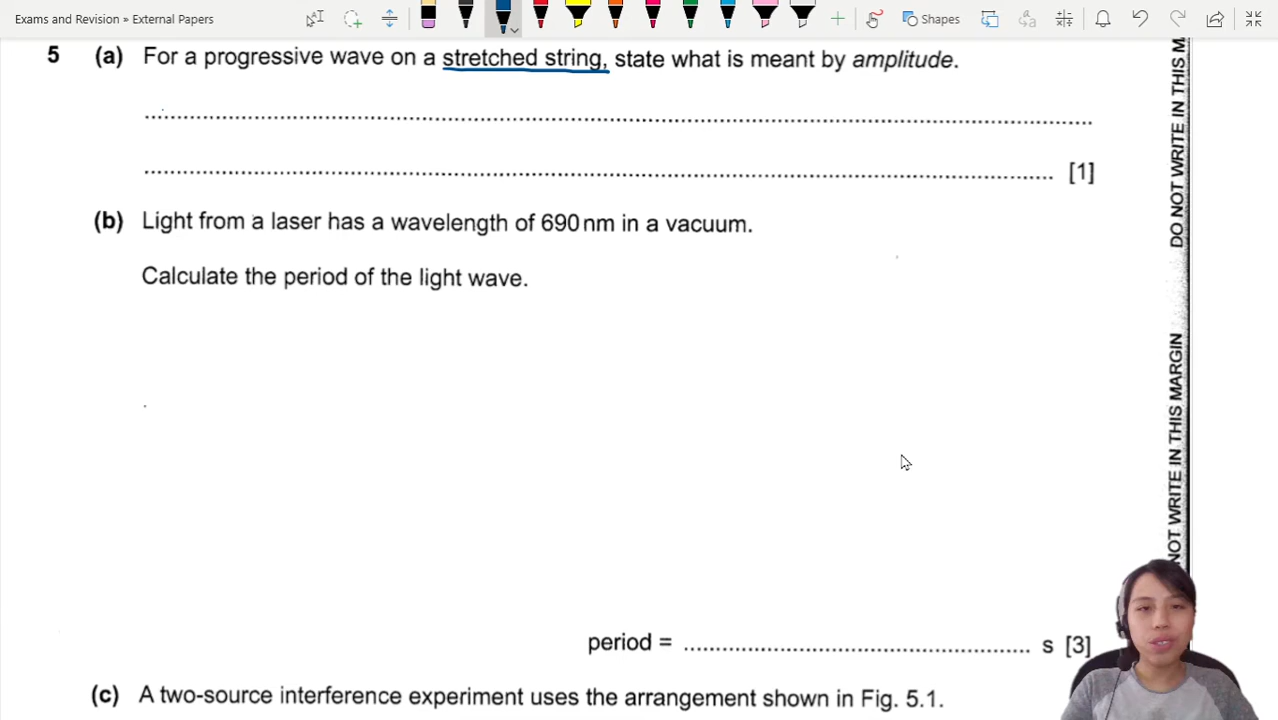 Exams and Revision » External Papers
Shapes
5 (a) For a progressive wave on a stretched string, state what is meant by amplitude.
[1]
(b) Light from a laser has a wavelength of 690 nm in a vacuum.
Calculate the period of the light wave.
period = s [3]
(c) A two-source interference experiment uses the arrangement shown in Fig. 5.1.
DO NOT WRITE IN THIS M
NOT WRITE IN THIS MARGIN